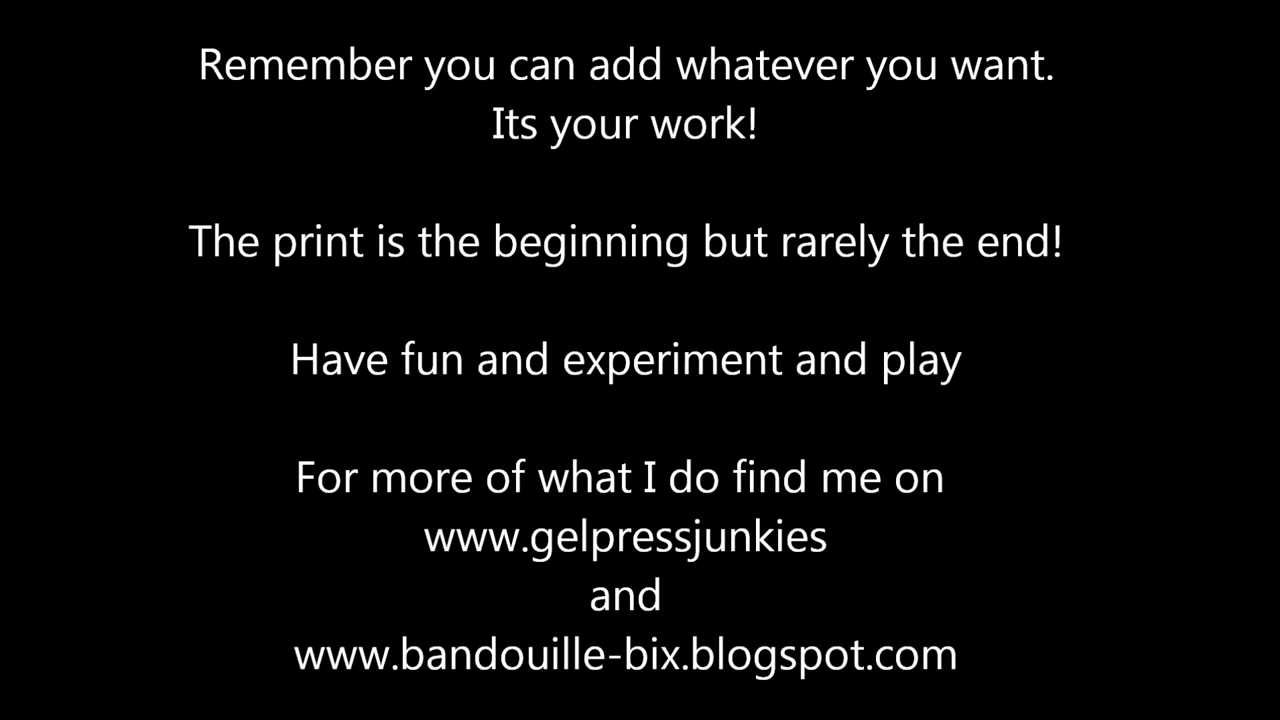 Remember you can add whatever you want.
Its your work!
The print is the beginning but rarely the end!
Have fun and experiment and play
For more of what I do find me on
www.gelpressjunkies
and
www.bandouille-bix.blogspot.com